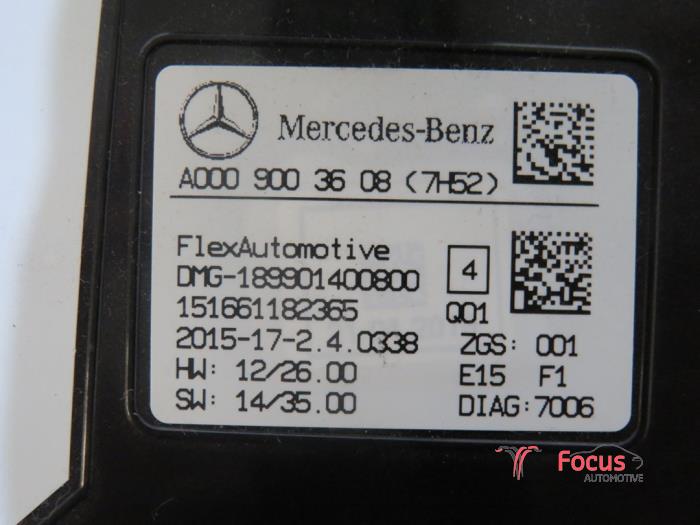 Mercedes-Benz
A000 900 36 08 (7H52)
FlexAutomotive
DMG-189901400800
4
151661182365
Q01
2015-17-2.4.0338
ZGS: 001
HW: 12/26.00
E15 F1
SW: 14/35.00
DIAG:7006
Focus
AUTOMOTIVE